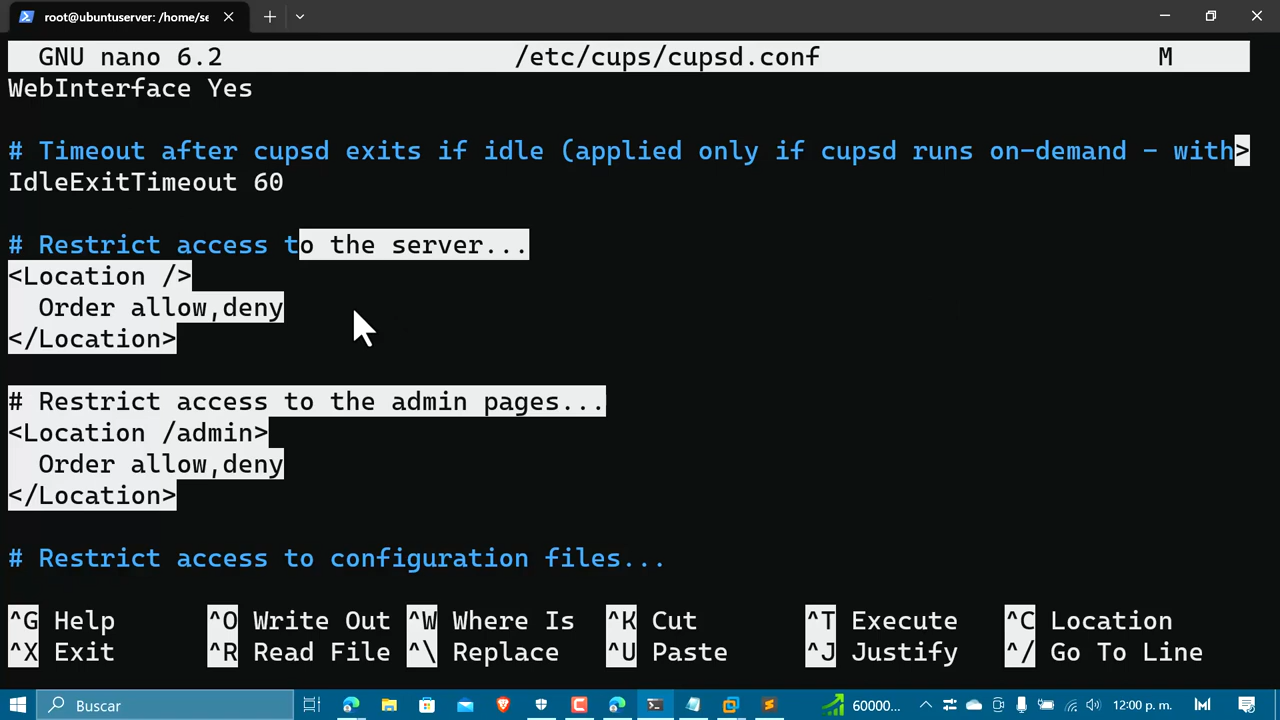 root@ubuntuserver: /home/se
GNU nano 6.2 /etc/cups/cupsd.conf M
WebInterface Yes
# Timeout after cupsd exits if idle (applied only if cupsd runs on-demand - with>
IdleExitTimeout 60
# Restrict access to the server...
<Location />
Order allow,deny
</Location>
# Restrict access to the admin pages...
<Location /admin>
Order allow,deny
</Location>
# Restrict access to configuration files...
^G Help ^O Write Out ^W Where Is ^K Cut ^T Execute ^C Location
^X Exit ^R Read File ^\ Replace ^U Paste ^J Justify ^/ Go To Line
Buscar 60000... 12:00 p. m.